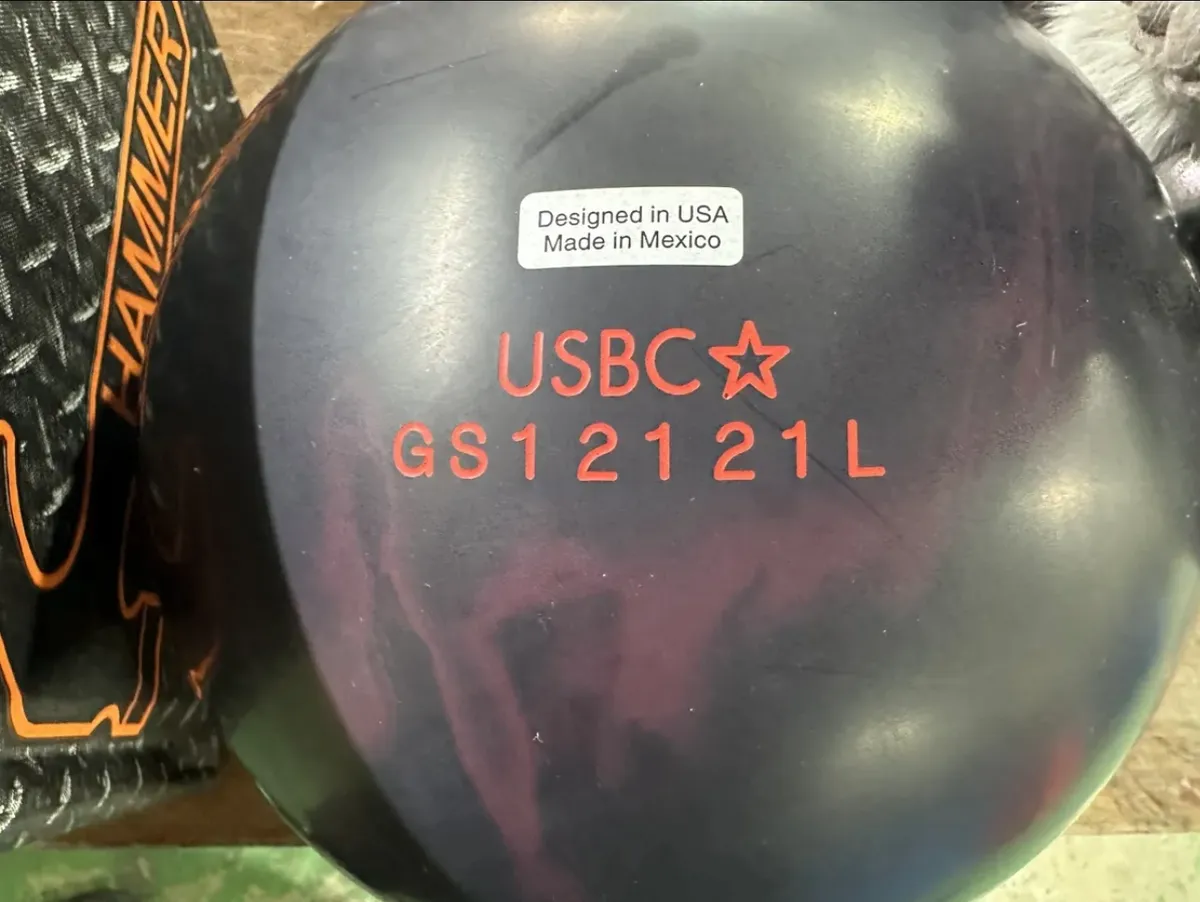 HAMMER
Designed in USA
Made in Mexico
USBC☆
GS12121L